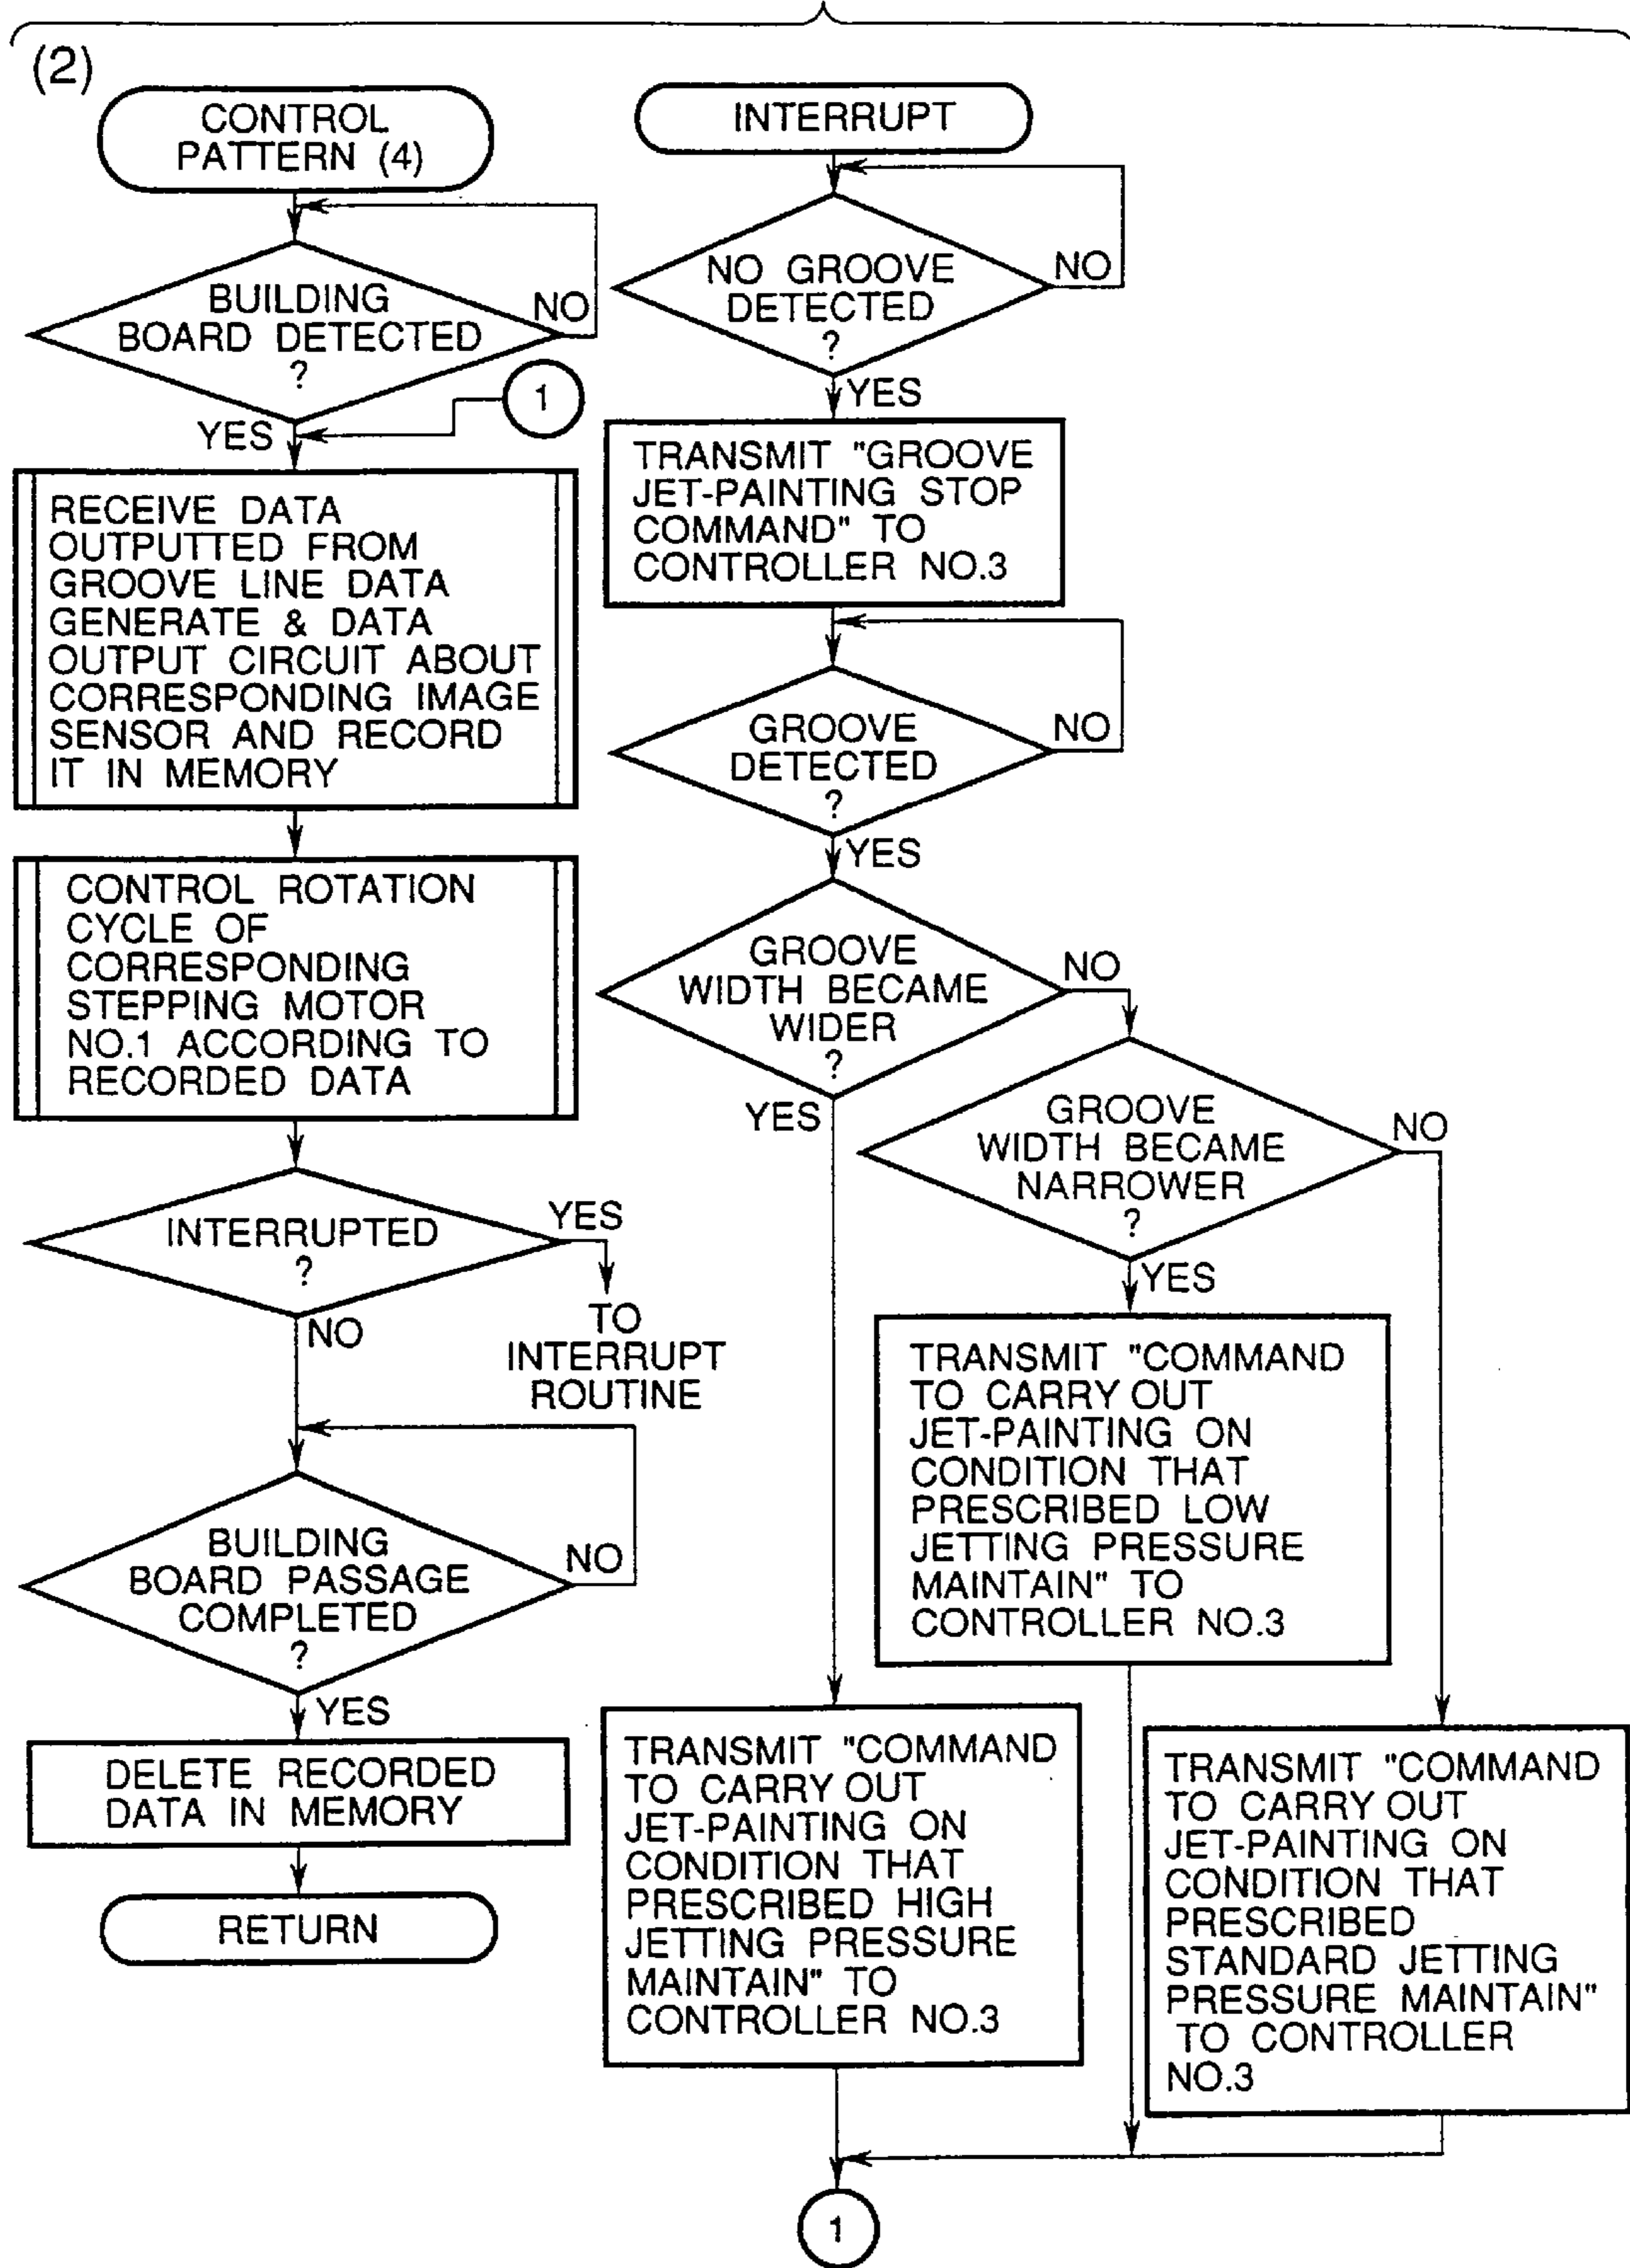 (2)
CONTROL
PATTERN (4)
BUILDING
BOARD DETECTED
?
NO
YES
1
RECEIVE DATA
OUTPUTTED FROM
GROOVE LINE DATA
GENERATE & DATA
OUTPUT CIRCUIT ABOUT
CORRESPONDING IMAGE
SENSOR AND RECORD
IT IN MEMORY
CONTROL ROTATION
CYCLE OF
CORRESPONDING
STEPPING MOTOR
NO.1 ACCORDING TO
RECORDED DATA
INTERRUPTED
?
YES
TO
INTERRUPT
ROUTINE
NO
BUILDING
BOARD PASSAGE
COMPLETED
?
NO
YES
DELETE RECORDED
DATA IN MEMORY
RETURN
INTERRUPT
NO GROOVE
DETECTED
?
NO
YES
TRANSMIT "GROOVE
JET-PAINTING STOP
COMMAND" TO
CONTROLLER NO.3
GROOVE
DETECTED
?
NO
YES
GROOVE
WIDTH BECAME
WIDER
?
NO
YES
GROOVE
WIDTH BECAME
NARROWER
?
NO
YES
TRANSMIT "COMMAND
TO CARRY OUT
JET-PAINTING ON
CONDITION THAT
PRESCRIBED LOW
JETTING PRESSURE
MAINTAIN" TO
CONTROLLER NO.3
TRANSMIT "COMMAND
TO CARRY OUT
JET-PAINTING ON
CONDITION THAT
PRESCRIBED HIGH
JETTING PRESSURE
MAINTAIN" TO
CONTROLLER NO.3
TRANSMIT "COMMAND
TO CARRY OUT
JET-PAINTING ON
CONDITION THAT
PRESCRIBED
STANDARD JETTING
PRESSURE MAINTAIN"
TO CONTROLLER
NO.3
1